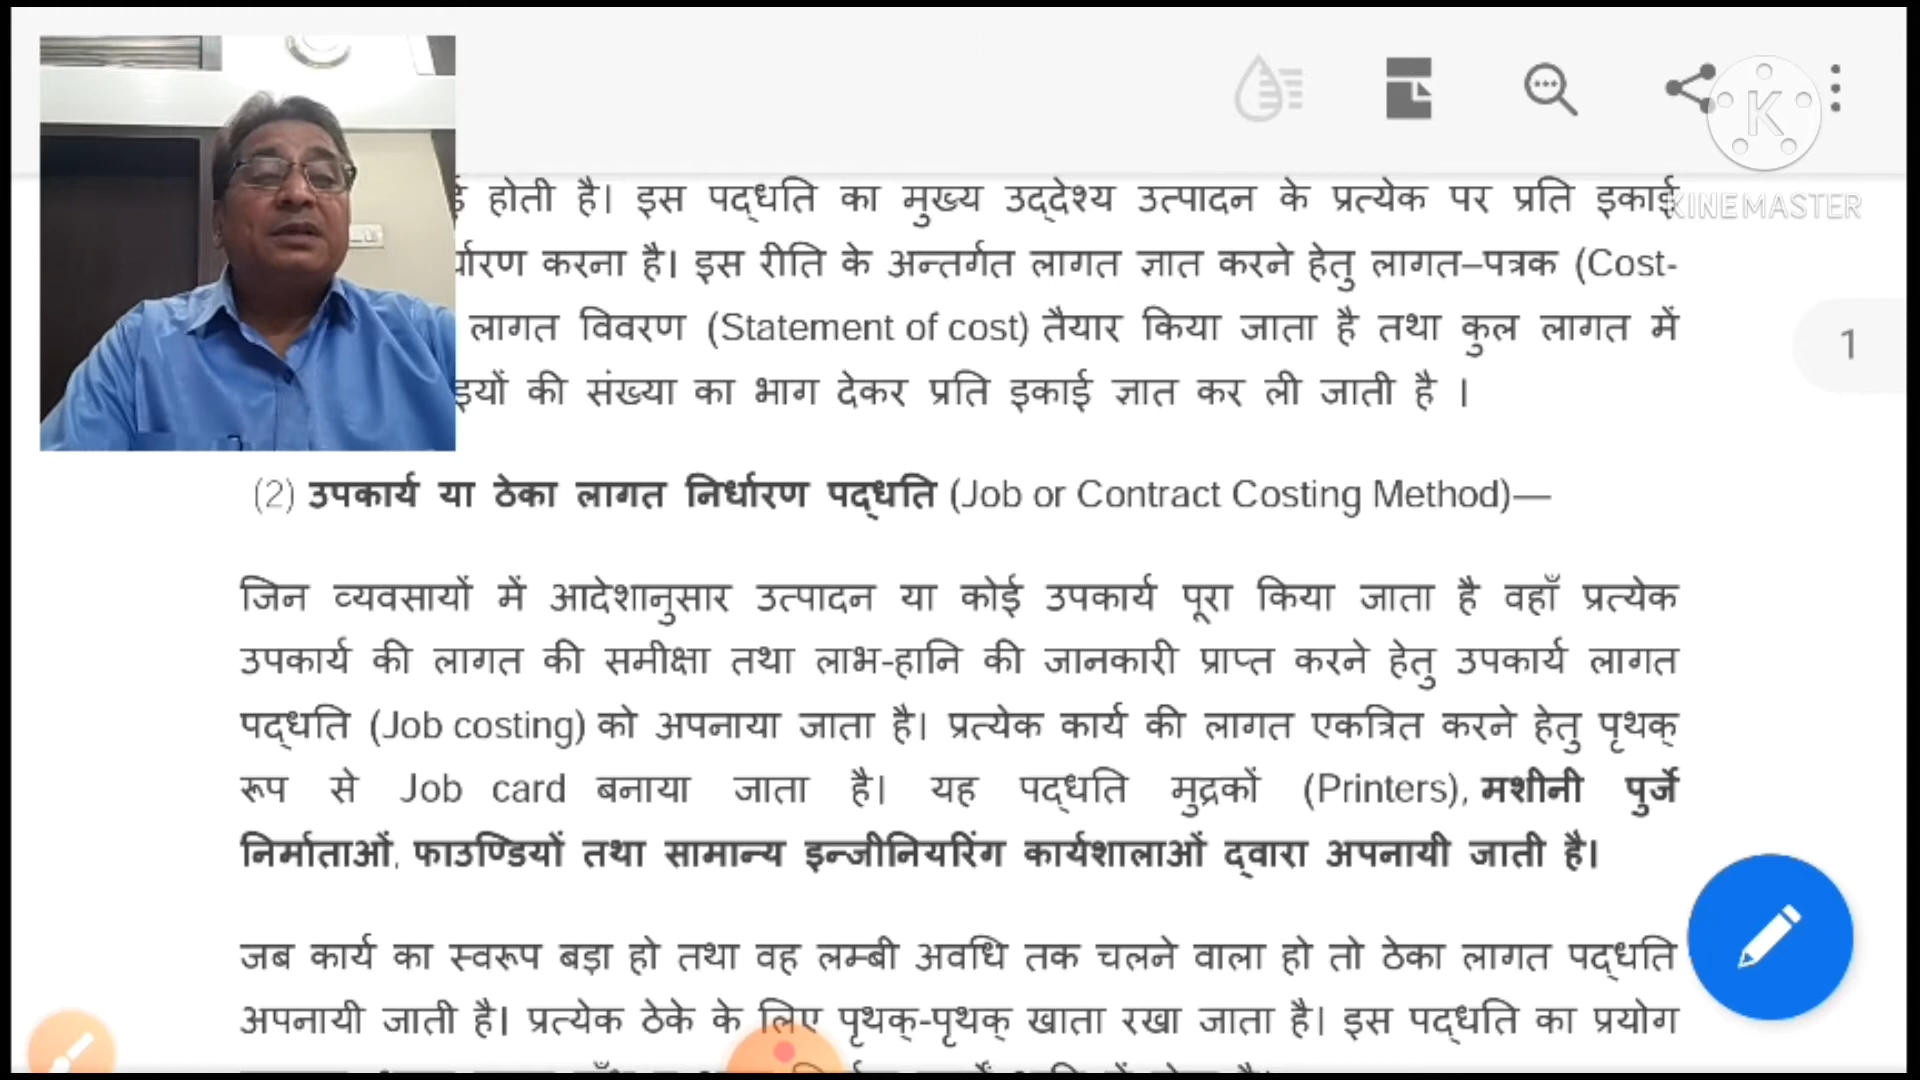 होती है। इस पद्धति का मुख्य उद्देश्य उत्पादन के प्रत्येक पर प्रति इकाई
KINEMASTER
करना है। इस रीति के अन्तर्गत लागत ज्ञात करने हेतु लागत–पत्रक (Cost-
लागत विवरण (Statement of cost) तैयार किया जाता है तथा कुल लागत में
1
की संख्या का भाग देकर प्रति इकाई ज्ञात कर ली जाती है ।
(2) उपकार्य या ठेका लागत निर्धारण पद्धति (Job or Contract Costing Method)—
जिन व्यवसायों में आदेशानुसार उत्पादन या कोई उपकार्य पूरा किया जाता है वहाँ प्रत्येक
उपकार्य की लागत की समीक्षा तथा लाभ-हानि की जानकारी प्राप्त करने हेतु उपकार्य लागत
पद्धति (Job costing) को अपनाया जाता है। प्रत्येक कार्य की लागत एकत्रित करने हेतु पृथक्
रूप से Job card बनाया जाता है। यह पद्धति मुद्रकों (Printers), मशीनी पुर्जे
निर्माताओं, फाउण्डियों तथा सामान्य इन्जीनियरिंग कार्यशालाओं द्वारा अपनायी जाती है।
जब कार्य का स्वरूप बड़ा हो तथा वह लम्बी अवधि तक चलने वाला हो तो ठेका लागत पद्धति
अपनायी जाती है। प्रत्येक ठेके के लिए पृथक्-पृथक् खाता रखा जाता है। इस पद्धति का प्रयोग